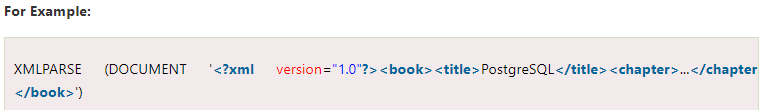 For Example:
XMLPARSE (DOCUMENT '<?xml version="1.0"?><book><title>PostgreSQL</title><chapter>...</chapter
</book>')